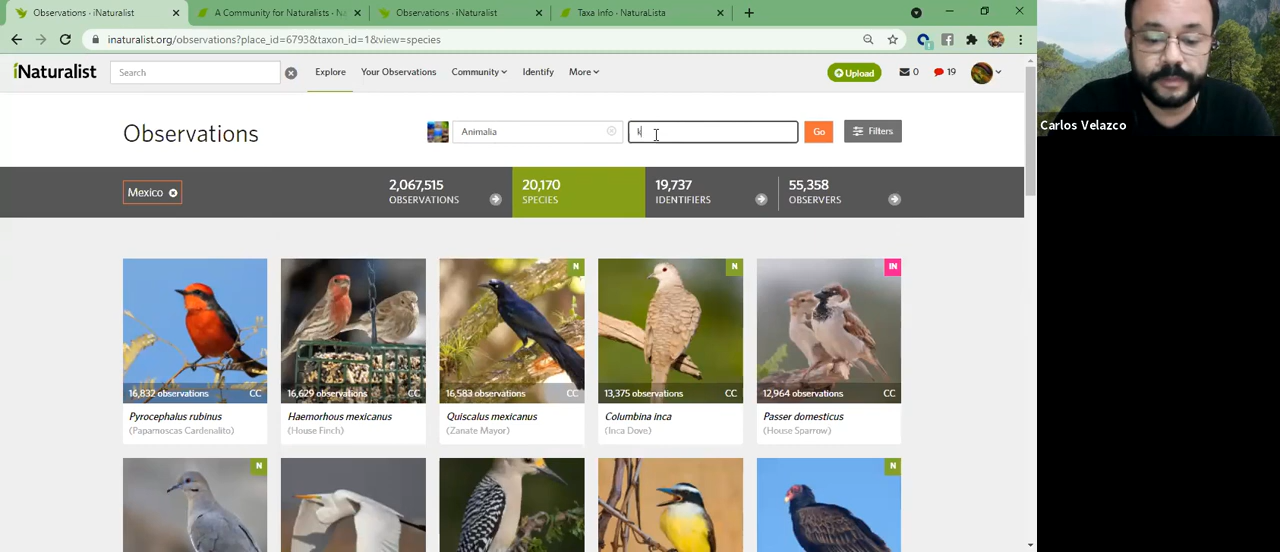 Observations · iNaturalist
A Community for Naturalists · Na
Observations · iNaturalist
Taxa Info · NaturaLista
inaturalist.org/observations?place_id=6793&taxon_id=1&view=species
iNaturalist
Search
Explore
Your Observations
Community
Identify
More
Upload
0
19
Carlos Velazco
Observations
Animalia
Go
Filters
Mexico
2,067,515
OBSERVATIONS
20,170
SPECIES
19,737
IDENTIFIERS
55,358
OBSERVERS
16,832 observations CC
Pyrocephalus rubinus
(Papamoscas Cardenalito)
16,629 observations CC
Haemorhous mexicanus
(House Finch)
N
16,583 observations CC
Quiscalus mexicanus
(Zanate Mayor)
N
13,375 observations CC
Columbina inca
(Inca Dove)
IN
12,964 observations CC
Passer domesticus
(House Sparrow)
N
N